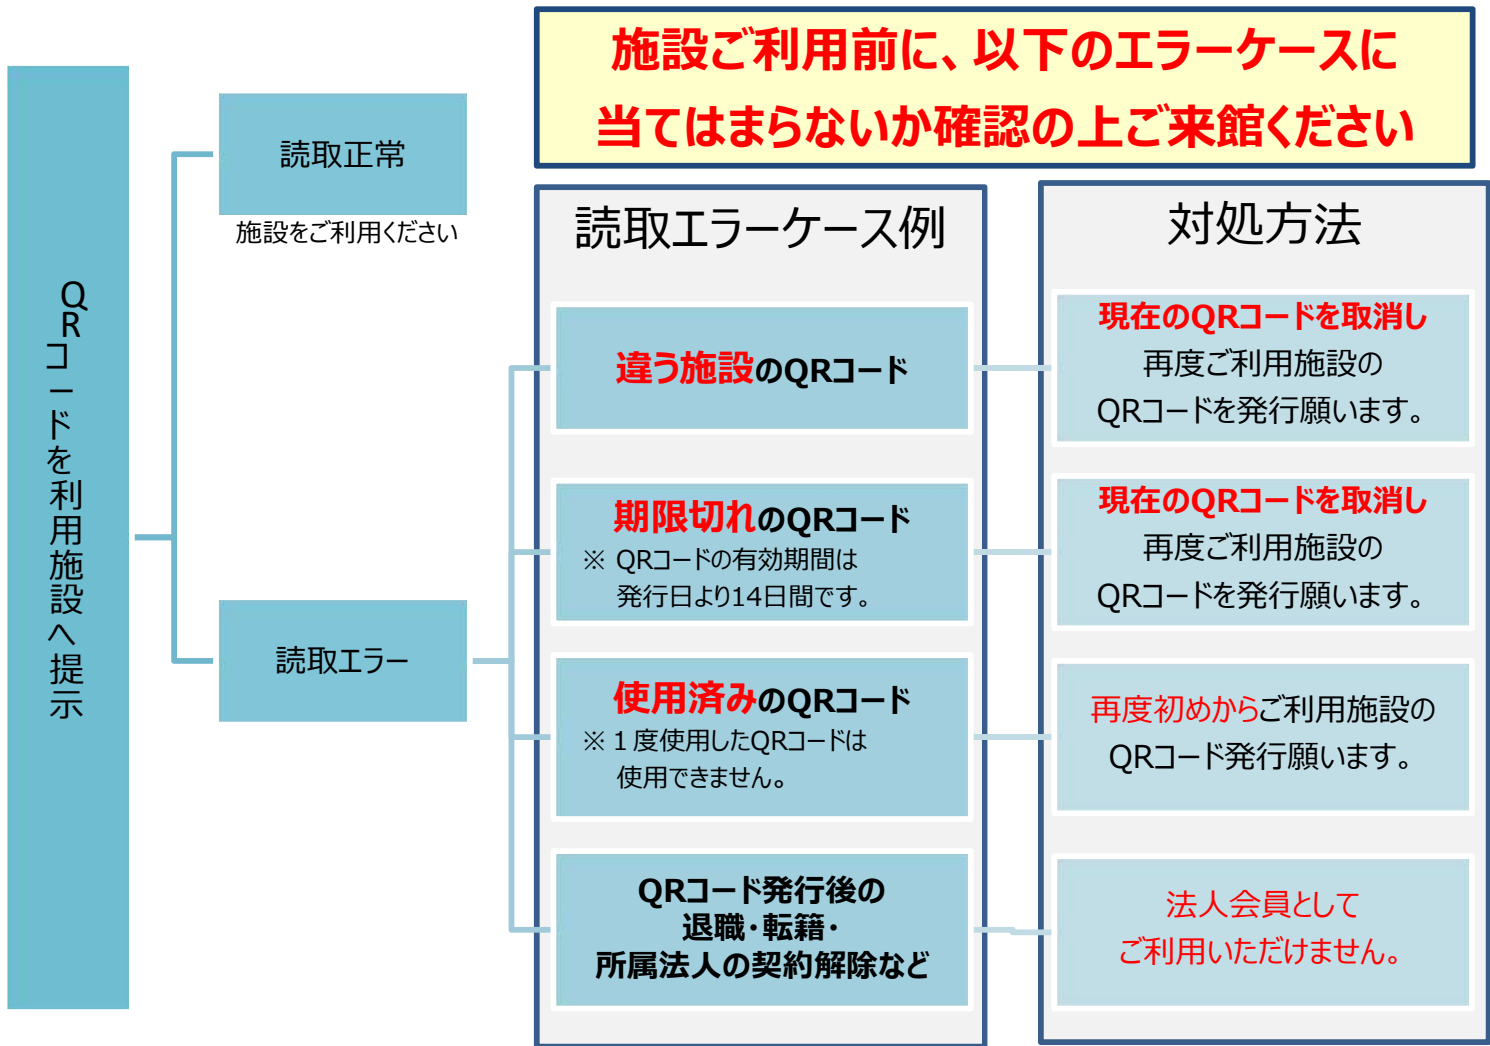 施設ご利用前に、以下のエラーケースに
当てはまらないか確認の上ご来館ください
QRコードを利用施設へ提示
読取正常
施設をご利用ください
読取エラー
読取エラーケース例
違う施設のQRコード
期限切れのQRコード
※ QRコードの有効期間は
発行日より14日間です。
使用済みのQRコード
※１度使用したQRコードは
使用できません。
QRコード発行後の
退職・転籍・
所属法人の契約解除など
対処方法
現在のQRコードを取消し
再度ご利用施設の
QRコードを発行願います。
現在のQRコードを取消し
再度ご利用施設の
QRコードを発行願います。
再度初めからご利用施設の
QRコード発行願います。
法人会員として
ご利用いただけません。